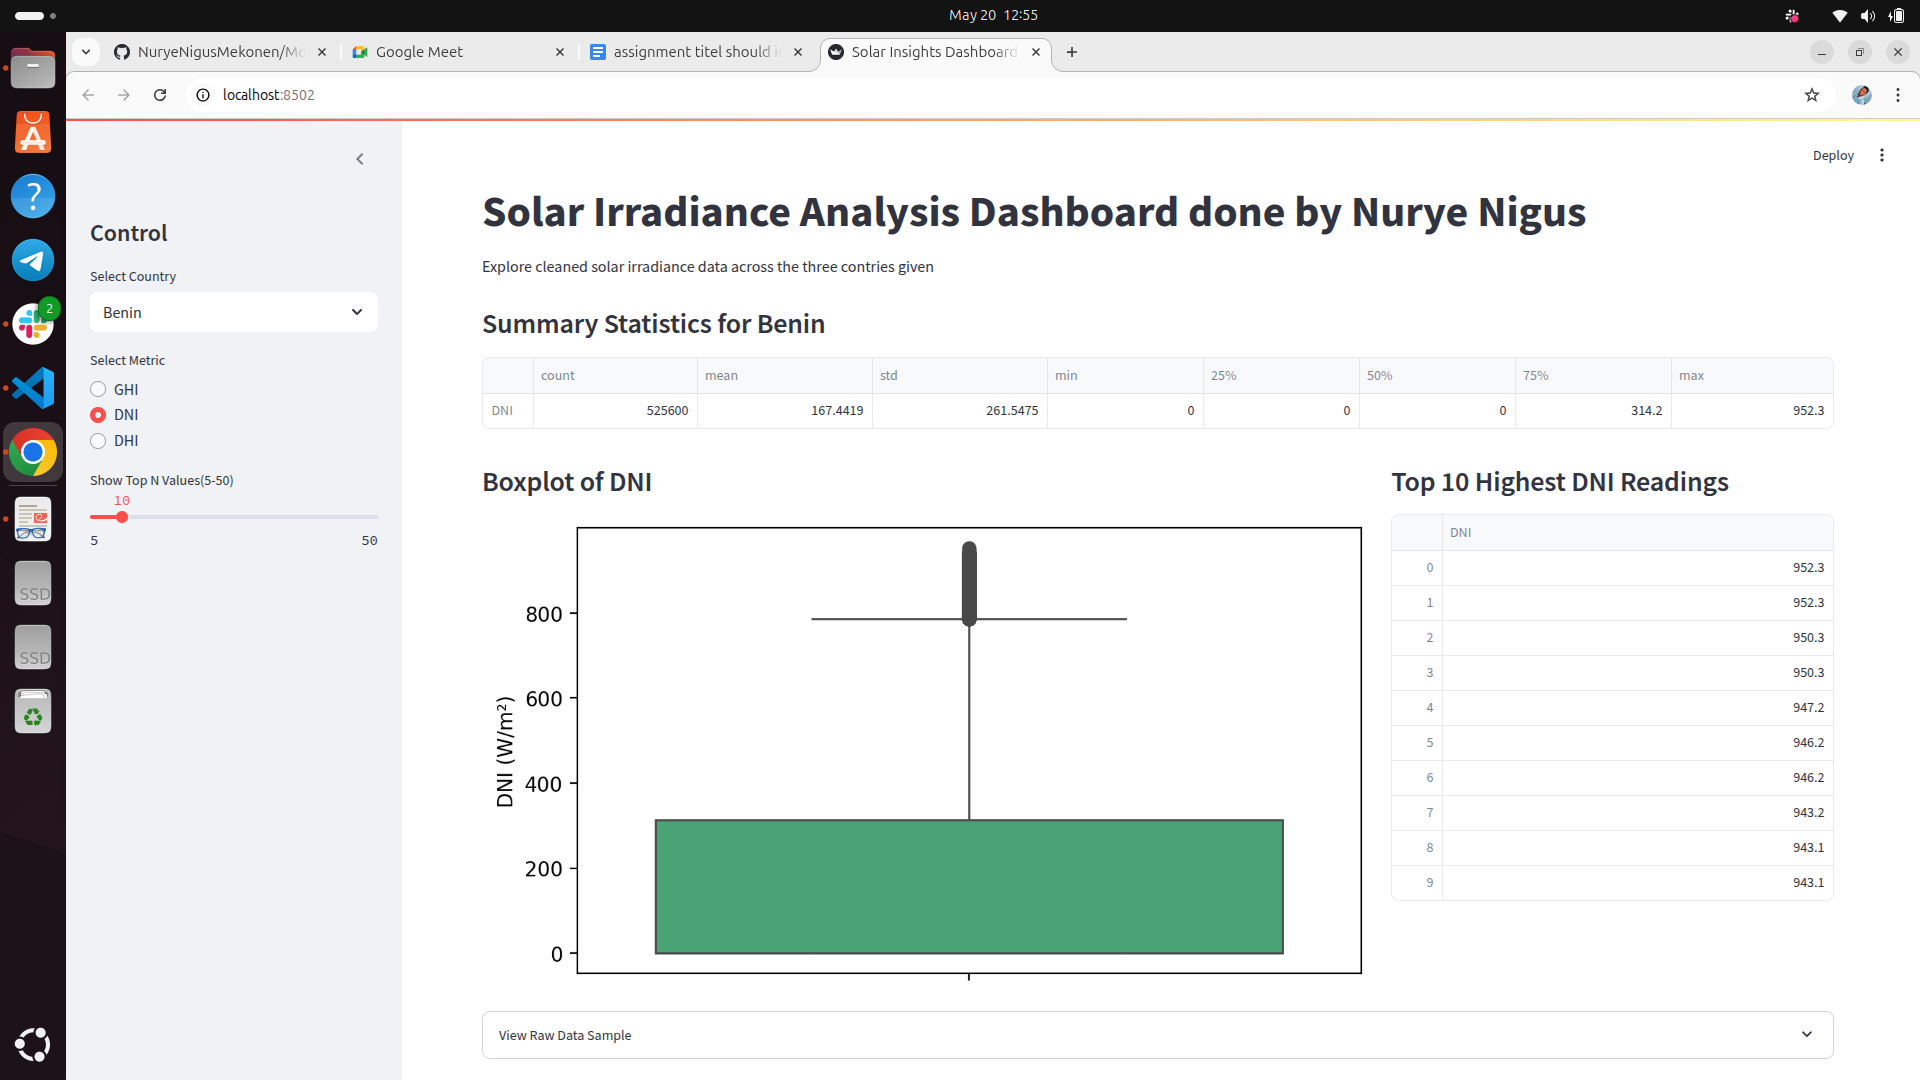 May 20 12:55
NuryeNigusMekonen/Mo
Google Meet
assignment titel should i
Solar Insights Dashboard
localhost:8502
Deploy
Control
Select Country
Benin
Select Metric
GHI
DNI
DHI
Show Top N Values(5-50)
10
5 50
Solar Irradiance Analysis Dashboard done by Nurye Nigus
Explore cleaned solar irradiance data across the three contries given
Summary Statistics for Benin
count mean std min 25% 50% 75% max
DNI 525600 167.4419 261.5475 0 0 0 314.2 952.3
Boxplot of DNI
800
600
400
200
0
DNI (W/m²)
Top 10 Highest DNI Readings
DNI
0 952.3
1 952.3
2 950.3
3 950.3
4 947.2
5 946.2
6 946.2
7 943.2
8 943.1
9 943.1
View Raw Data Sample
2
SSD
SSD